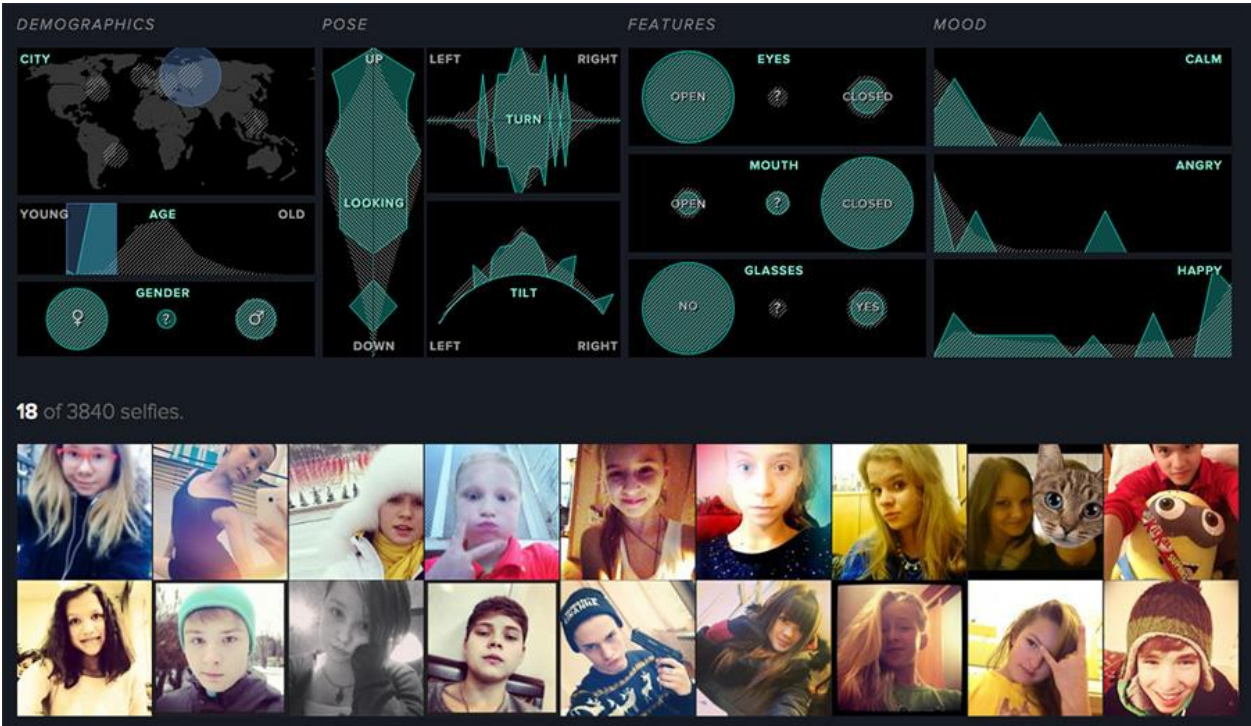 DEMOGRAPHICS
CITY
YOUNG AGE OLD
GENDER
?
POSE
UP
LOOKING
DOWN
LEFT RIGHT
TURN
TILT
LEFT RIGHT
FEATURES
EYES
OPEN ? CLOSED
MOUTH
OPEN ? CLOSED
GLASSES
NO ? YES
MOOD
CALM
ANGRY
HAPPY
18 of 3840 selfies.